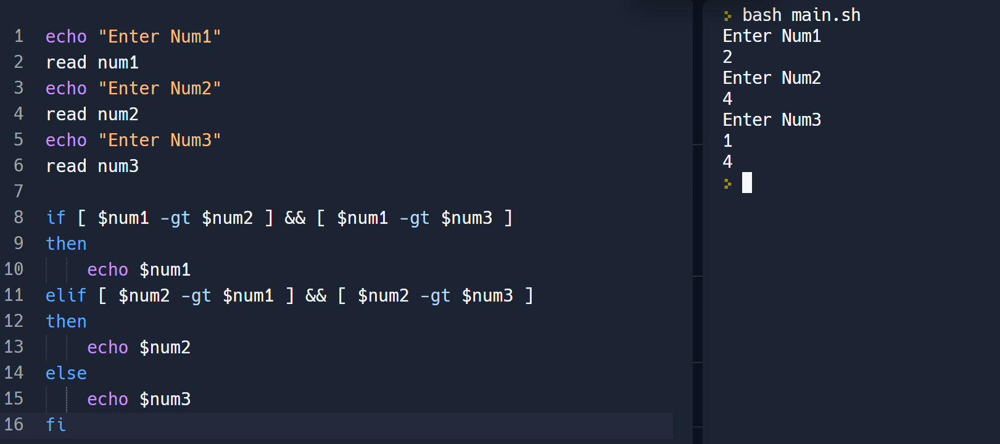 1 echo "Enter Num1"
2 read num1
3 echo "Enter Num2"
4 read num2
5 echo "Enter Num3"
6 read num3
7
8 if [ $num1 -gt $num2 ] && [ $num1 -gt $num3 ]
9 then
10     echo $num1
11 elif [ $num2 -gt $num1 ] && [ $num2 -gt $num3 ]
12 then
13     echo $num2
14 else
15     echo $num3
16 fi
> bash main.sh
Enter Num1
2
Enter Num2
4
Enter Num3
1
4
>